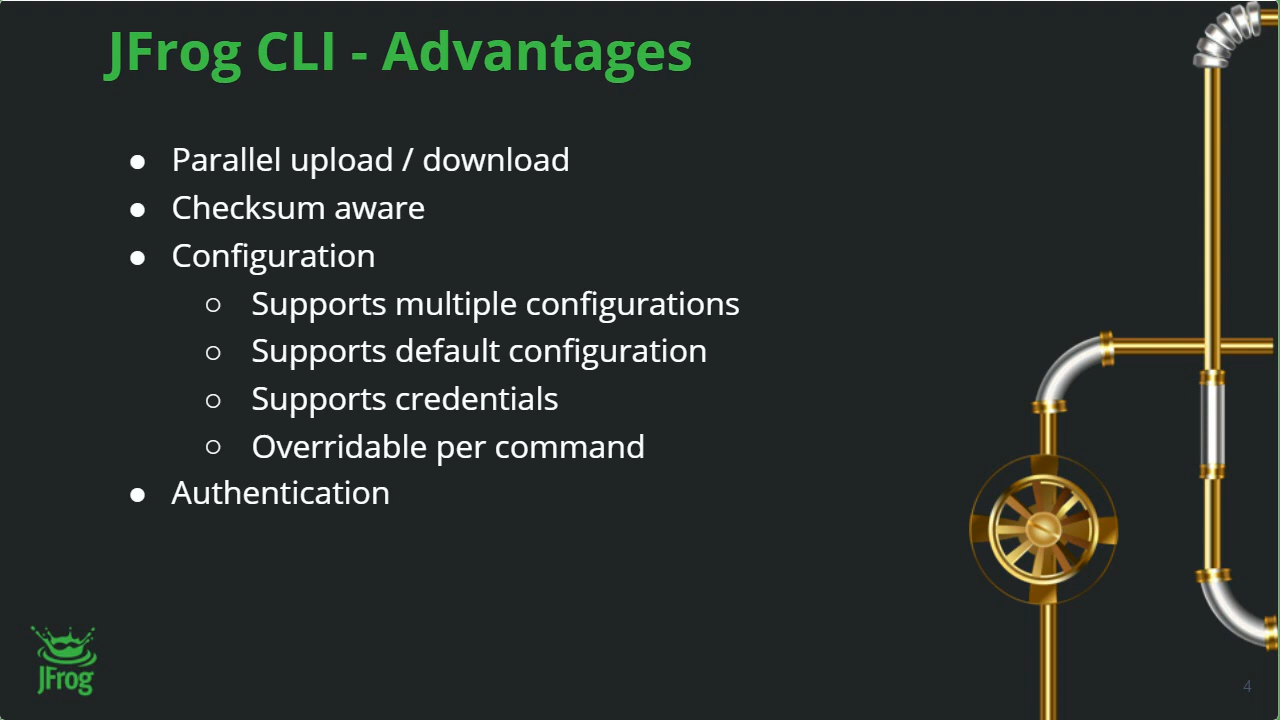 JFrog CLI - Advantages
● Parallel upload / download
● Checksum aware
● Configuration
○ Supports multiple configurations
○ Supports default configuration
○ Supports credentials
○ Overridable per command
● Authentication
JFrog
4